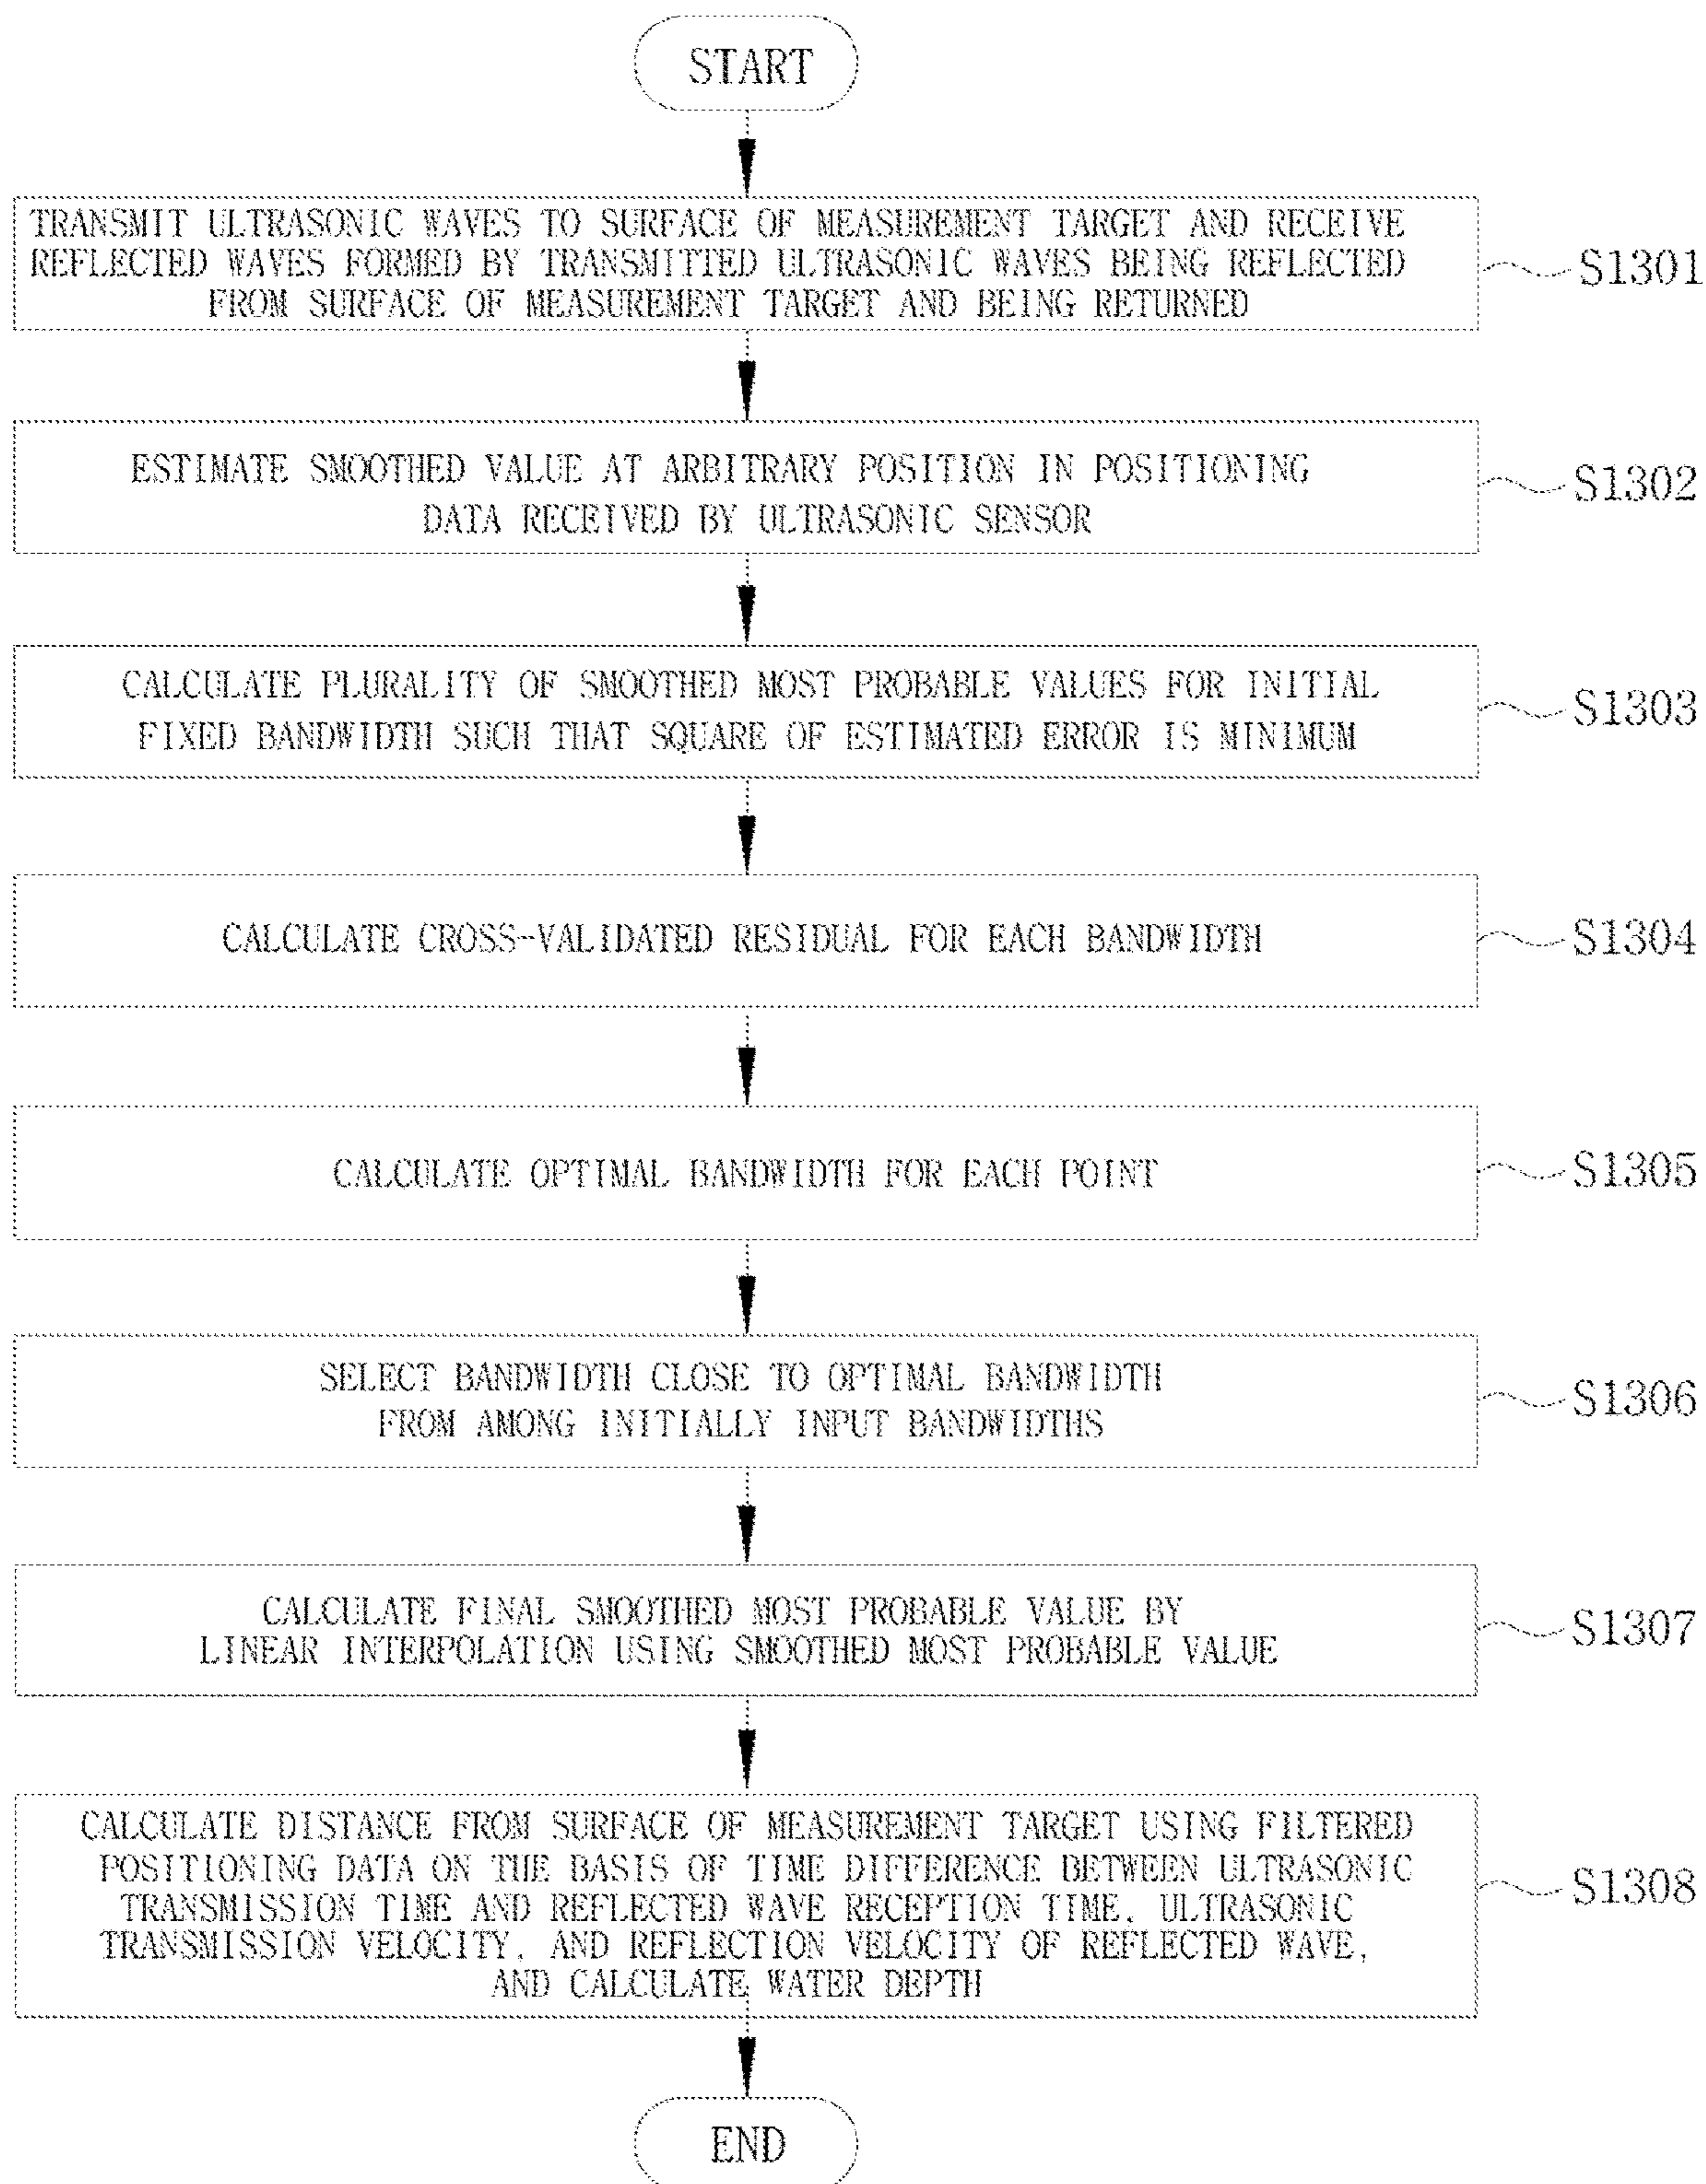 START
TRANSMIT ULTRASONIC WAVES TO SURFACE OF MEASUREMENT TARGET AND RECEIVE
REFLECTED WAVES FORMED BY TRANSMITTED ULTRASONIC WAVES BEING REFLECTED
FROM SURFACE OF MEASUREMENT TARGET AND BEING RETURNED
S1301
ESTIMATE SMOOTHED VALUE AT ARBITRARY POSITION IN POSITIONING
DATA RECEIVED BY ULTRASONIC SENSOR
S1302
CALCULATE PLURALITY OF SMOOTHED MOST PROBABLE VALUES FOR INITIAL
FIXED BANDWIDTH SUCH THAT SQUARE OF ESTIMATED ERROR IS MINIMUM
S1303
CALCULATE CROSS-VALIDATED RESIDUAL FOR EACH BANDWIDTH
S1304
CALCULATE OPTIMAL BANDWIDTH FOR EACH POINT
S1305
SELECT BANDWIDTH CLOSE TO OPTIMAL BANDWIDTH
FROM AMONG INITIALLY INPUT BANDWIDTHS
S1306
CALCULATE FINAL SMOOTHED MOST PROBABLE VALUE BY
LINEAR INTERPOLATION USING SMOOTHED MOST PROBABLE VALUE
S1307
CALCULATE DISTANCE FROM SURFACE OF MEASUREMENT TARGET USING FILTERED
POSITIONING DATA ON THE BASIS OF TIME DIFFERENCE BETWEEN ULTRASONIC
TRANSMISSION TIME AND REFLECTED WAVE RECEPTION TIME, ULTRASONIC
TRANSMISSION VELOCITY, AND REFLECTION VELOCITY OF REFLECTED WAVE,
AND CALCULATE WATER DEPTH
S1308
END